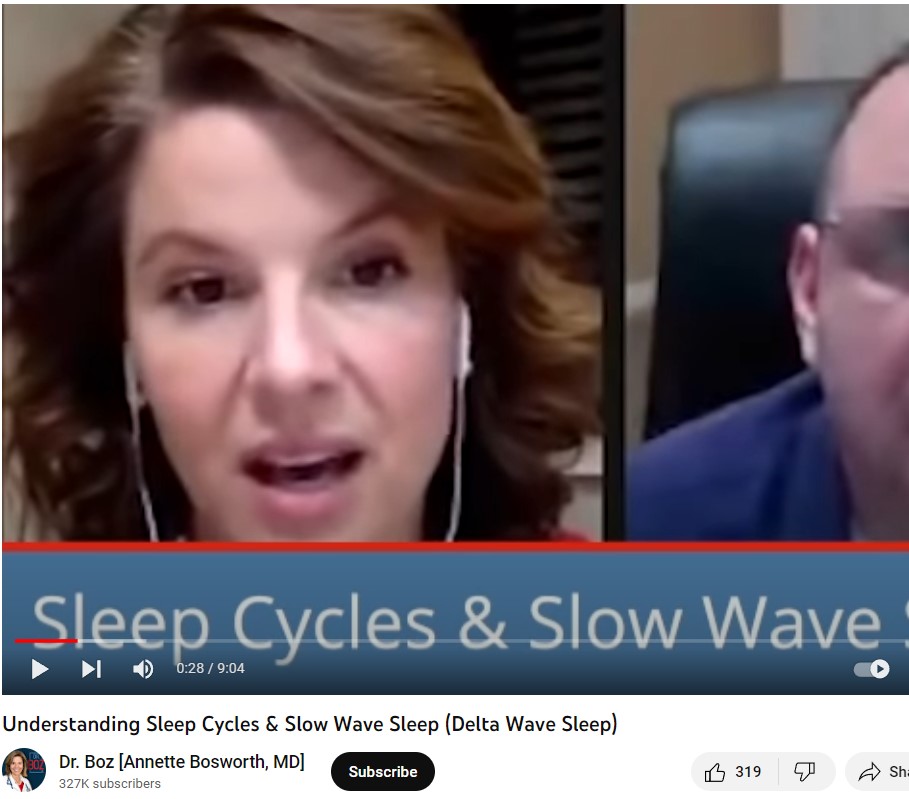 Sleep Cycles & Slow Wave
0:28 / 9:04
Understanding Sleep Cycles & Slow Wave Sleep (Delta Wave Sleep)
Dr. Boz [Annette Bosworth, MD]
327K subscribers
Subscribe
319
Sha